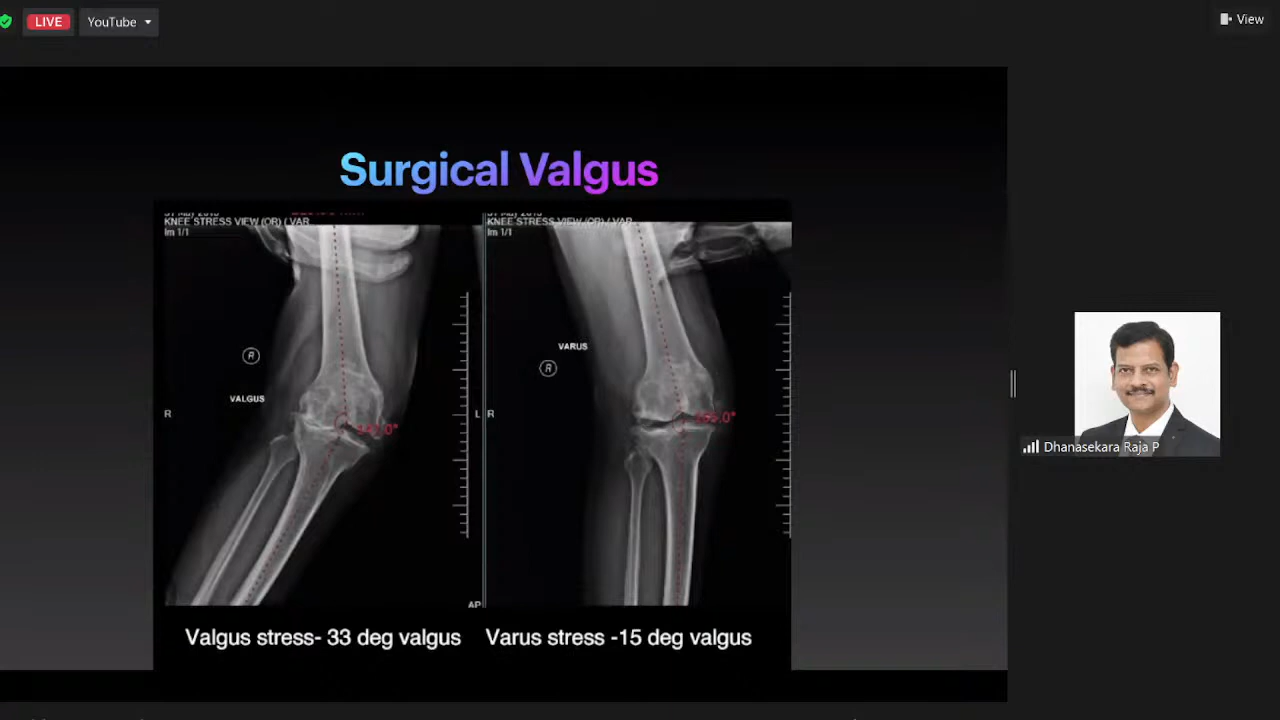 LIVE
YouTube
View
Surgical Valgus
KNEE STRESS VIEW (OR) / VAR
Im 1/1
R
VALGUS
R
L
AP
KNEE STRESS VIEW (OR) / VAR
Im 1/1
VARUS
R
R
Valgus stress- 33 deg valgus
Varus stress -15 deg valgus
Dhanasekara Raja P